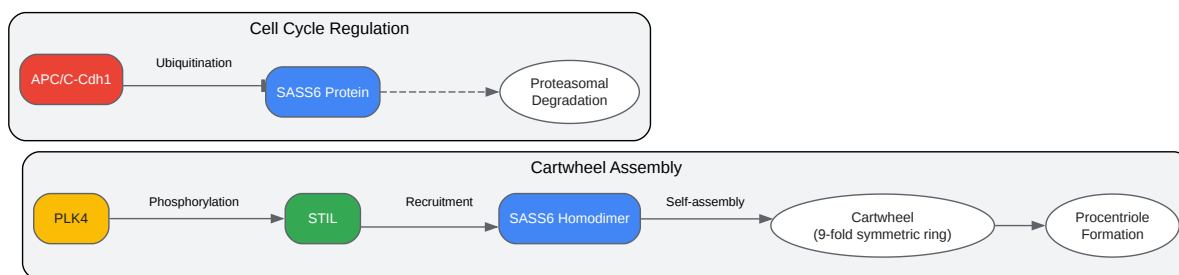 Cell Cycle Regulation
APC/C-Cdh1
Ubiquitination
SASS6 Protein
Proteasomal
Degradation
Cartwheel Assembly
PLK4
Phosphorylation
STIL
Recruitment
SASS6 Homodimer
Self-assembly
Cartwheel
(9-fold symmetric ring)
Procentriole
Formation